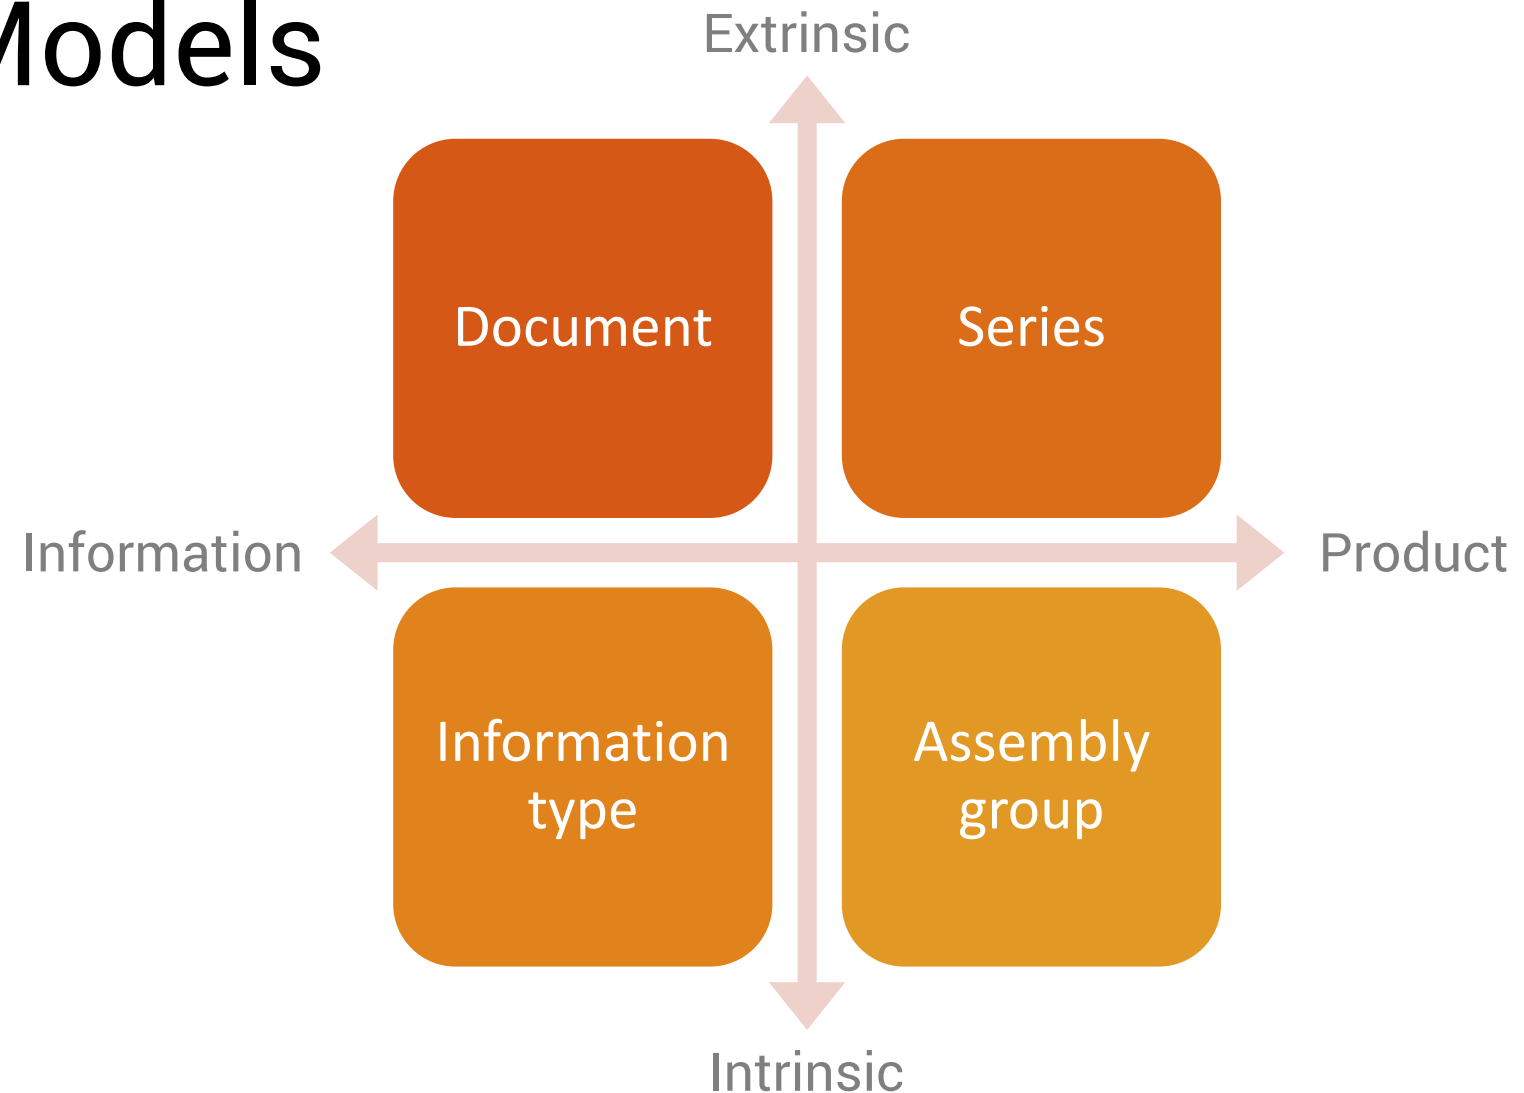 Models
Extrinsic
Document
Series
Information
Product
Information
type
Assembly
group
Intrinsic